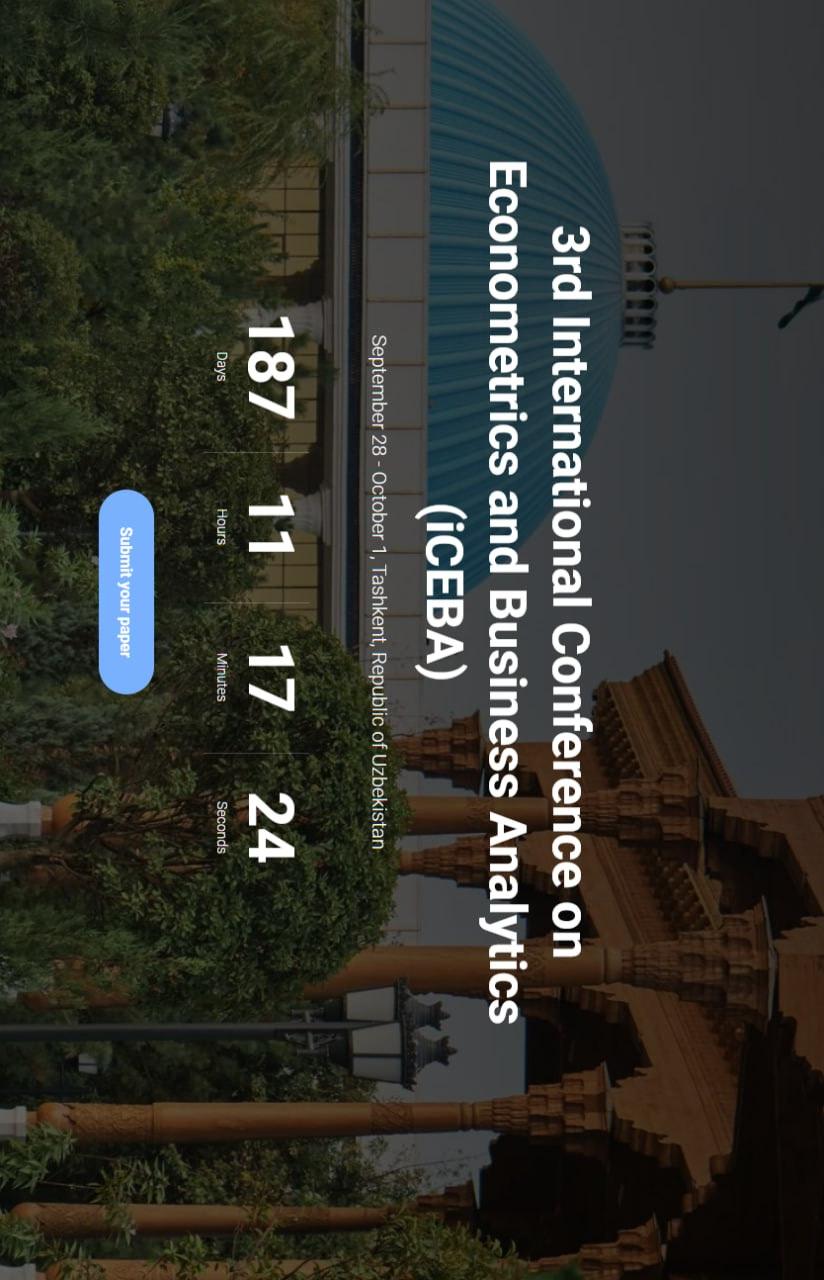 3rd International Conference on
Econometrics and Business Analytics
(iCEBA)
September 28 - October 1, Tashkent, Republic of Uzbekistan
187
11
17
24
Days
Hours
Minutes
Seconds
Submit your paper